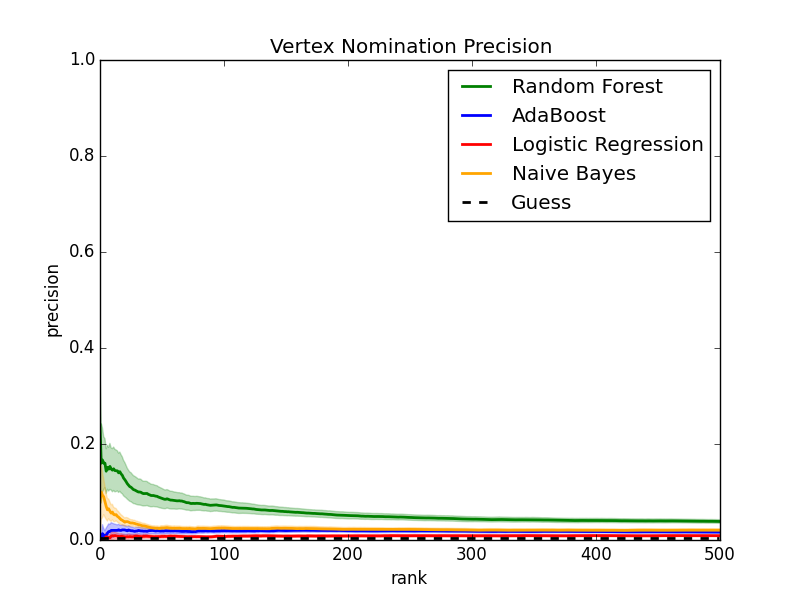 Vertex Nomination Precision
1.0
0.8
0.6
0.4
0.2
0.0
precision
Random Forest
AdaBoost
Logistic Regression
Naive Bayes
Guess
0 100 200 300 400 500
rank